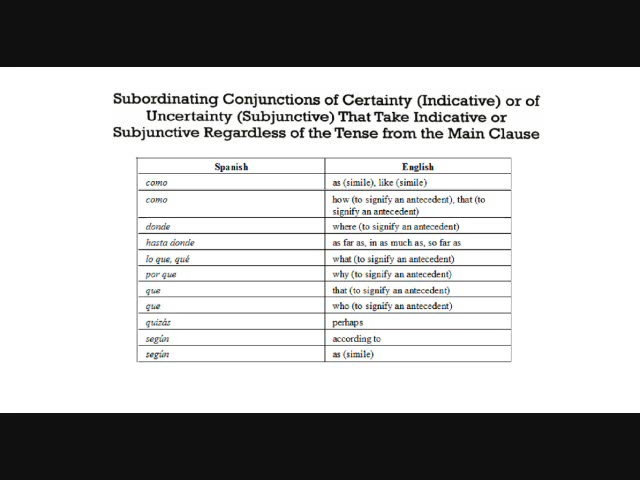 Subordinating Conjunctions of Certainty (Indicative) or of
Uncertainty (Subjunctive) That Take Indicative or
Subjunctive Regardless of the Tense from the Main Clause
Spanish English
como as (simile), like (simile)
como how (to signify an antecedent), that (to
signify an antecedent)
donde where (to signify an antecedent)
hasta donde as far as, in as much as, so far as
lo que, qué what (to signify an antecedent)
por que why (to signify an antecedent)
que that (to signify an antecedent)
que who (to signify an antecedent)
quizás perhaps
según according to
según as (simile)